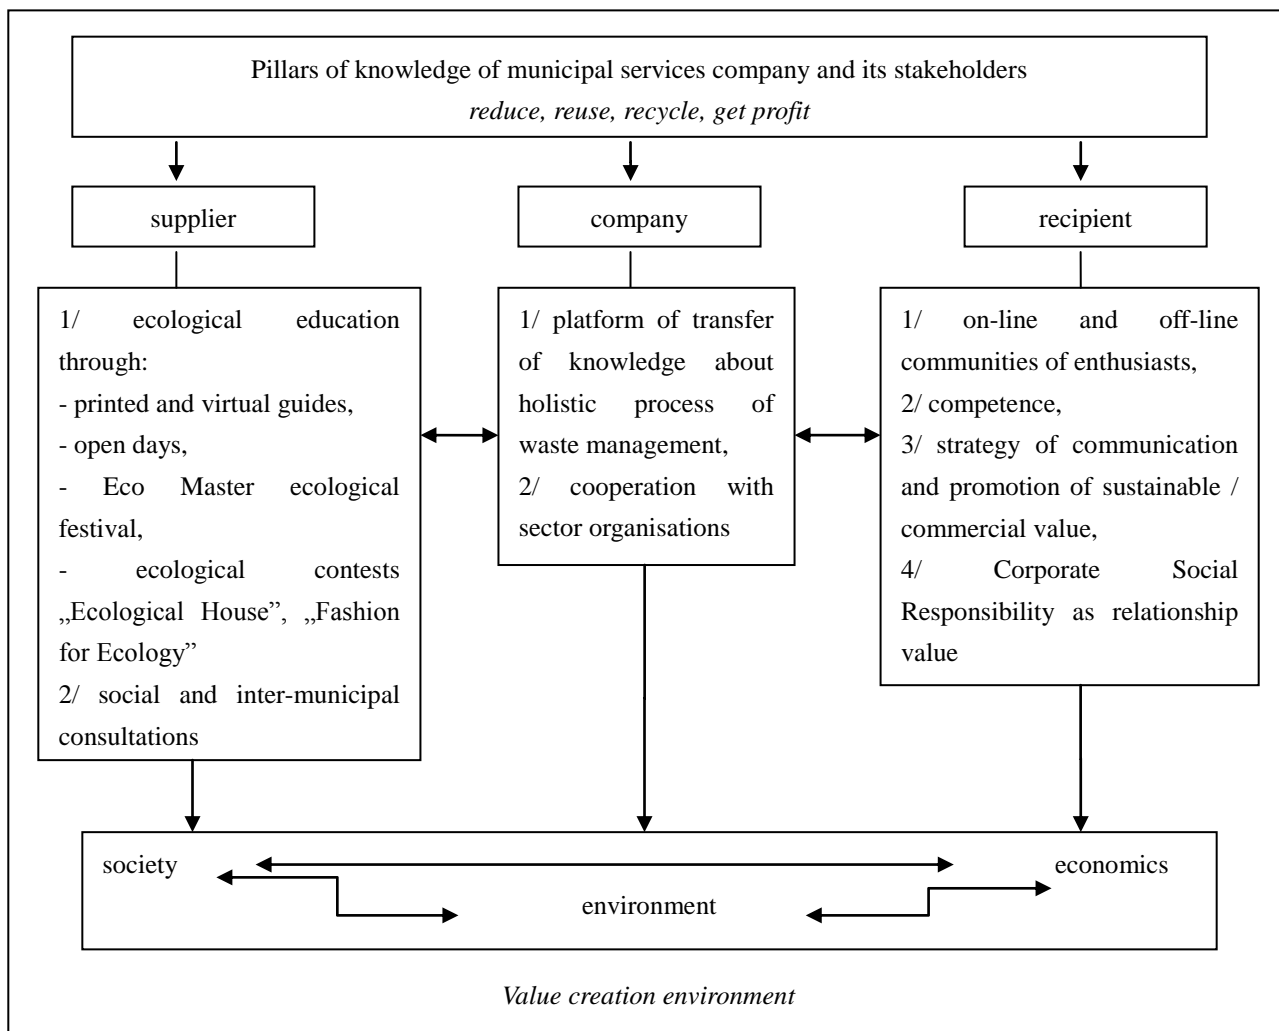 Pillars of knowledge of municipal services company and its stakeholders
reduce, reuse, recycle, get profit
supplier
company
recipient
1/ ecological education
through:
- printed and virtual guides,
- open days,
- Eco Master ecological
festival,
- ecological contests
„Ecological House”, „Fashion
for Ecology”
2/ social and inter-municipal
consultations
1/ platform of transfer
of knowledge about
holistic process of
waste management,
2/ cooperation with
sector organisations
1/ on-line and off-line
communities of enthusiasts,
2/ competence,
3/ strategy of communication
and promotion of sustainable /
commercial value,
4/ Corporate Social
Responsibility as relationship
value
society
economics
environment
Value creation environment